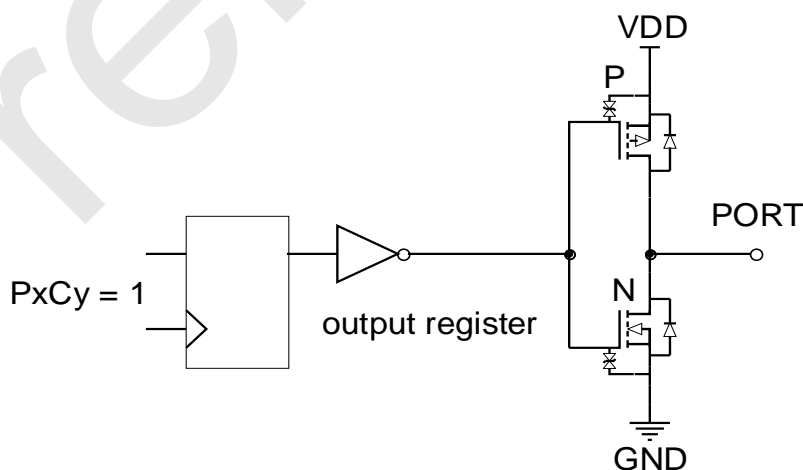 VDD
P
PORT
PxCy = 1
N
output register
GND